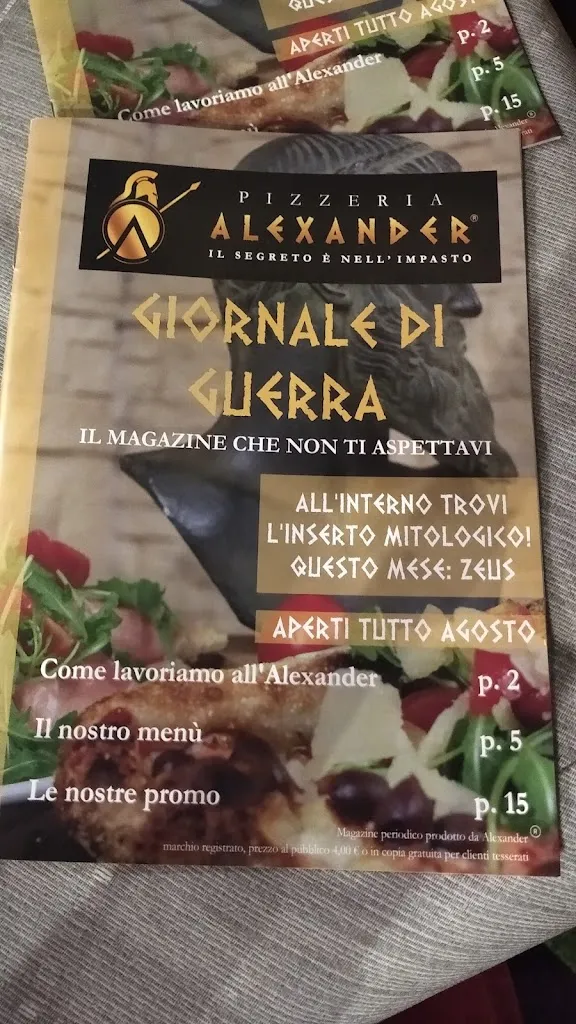 APERTI TUTTO AGOS
p. 2
Come lavoriamo all'Alexander
p. 5
p. 15
PIZZERIA
ALEXANDER®
IL SEGRETO È NELL'IMPASTO
GIORNALE DI
GUERRA
IL MAGAZINE CHE NON TI ASPETTAVI
ALL'INTERNO TROVI
L'INSERTO MITOLOGICO!
QUESTO MESE: ZEUS
APERTI TUTTO AGOSTO
Come lavoriamo all'Alexander p. 2
Il nostro menù p. 5
Le nostre promo p. 15
Magazine periodico prodotto da Alexander®
marchio registrato, prezzo al pubblico 4,00 € o in copia gratuita per clienti tesserati